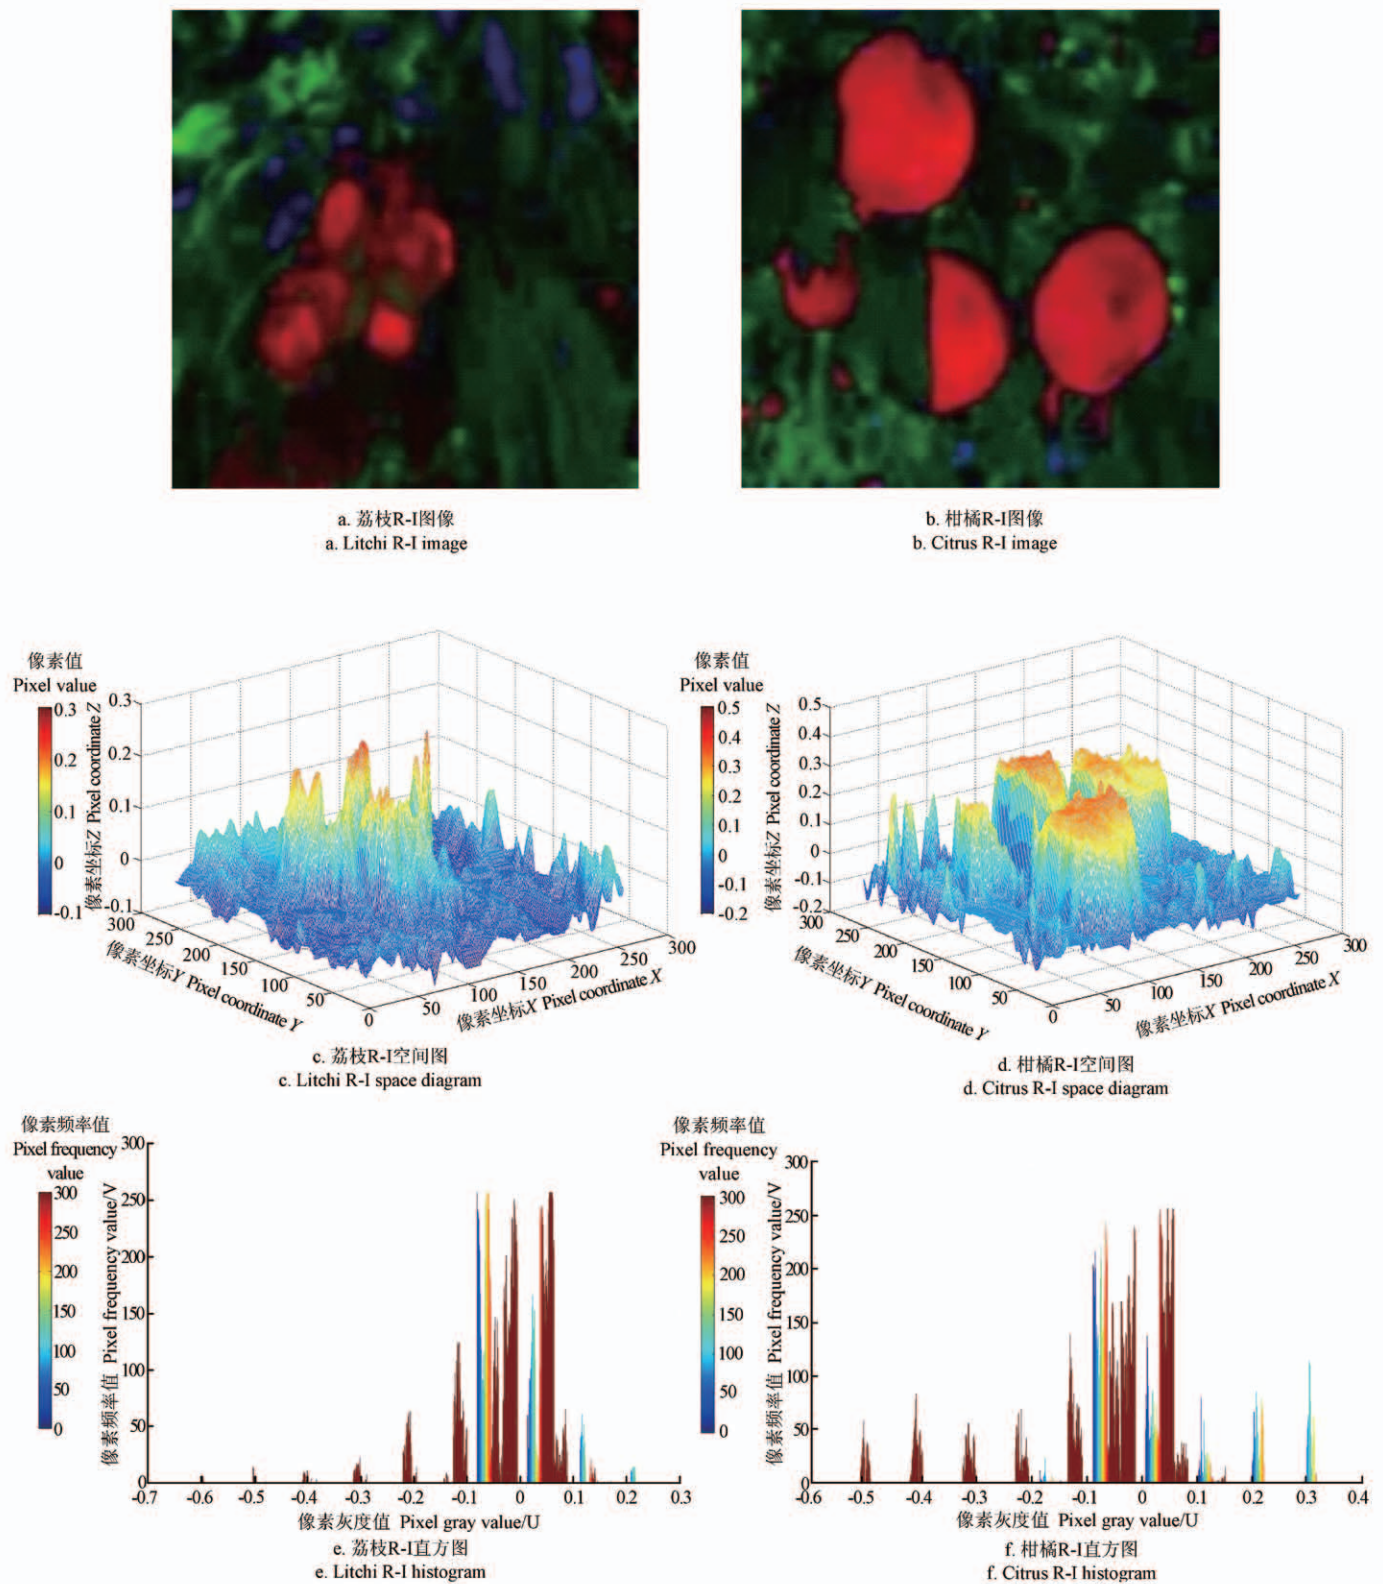 a. 荔枝R-I图像
a. Litchi R-I image
b. 柑橘R-I图像
b. Citrus R-I image
像素值
Pixel value
0.3
0.2
0.1
0
-0.1
像素坐标Z Pixel coordinate Z
0.3
0.2
0.1
0
-0.1
300
250
200
150
100
50
0
像素坐标Y Pixel coordinate Y
50
100
150
200
250
300
像素坐标X Pixel coordinate X
c. 荔枝R-I空间图
c. Litchi R-I space diagram
像素值
Pixel value
0.5
0.4
0.3
0.2
0.1
0
-0.1
-0.2
像素坐标Z Pixel coordinate Z
0.5
0.4
0.3
0.2
0.1
0
-0.1
-0.2
300
250
200
150
100
50
0
像素坐标Y Pixel coordinate Y
50
100
150
200
250
300
像素坐标X Pixel coordinate X
d. 柑橘R-I空间图
d. Citrus R-I space diagram
像素频率值
Pixel frequency
value
300
250
200
150
100
50
0
像素频率值 Pixel frequency value/V
300
250
200
150
100
50
0
-0.7 -0.6 -0.5 -0.4 -0.3 -0.2 -0.1 0 0.1 0.2 0.3
像素灰度值 Pixel gray value/U
e. 荔枝R-I直方图
e. Litchi R-I histogram
像素频率值
Pixel frequency
value
300
250
200
150
100
50
0
像素频率值 Pixel frequency value/V
300
250
200
150
100
50
0
-0.6 -0.5 -0.4 -0.3 -0.2 -0.1 0 0.1 0.2 0.3 0.4
像素灰度值 Pixel gray value/U
f. 柑橘R-I直方图
f. Citrus R-I histogram